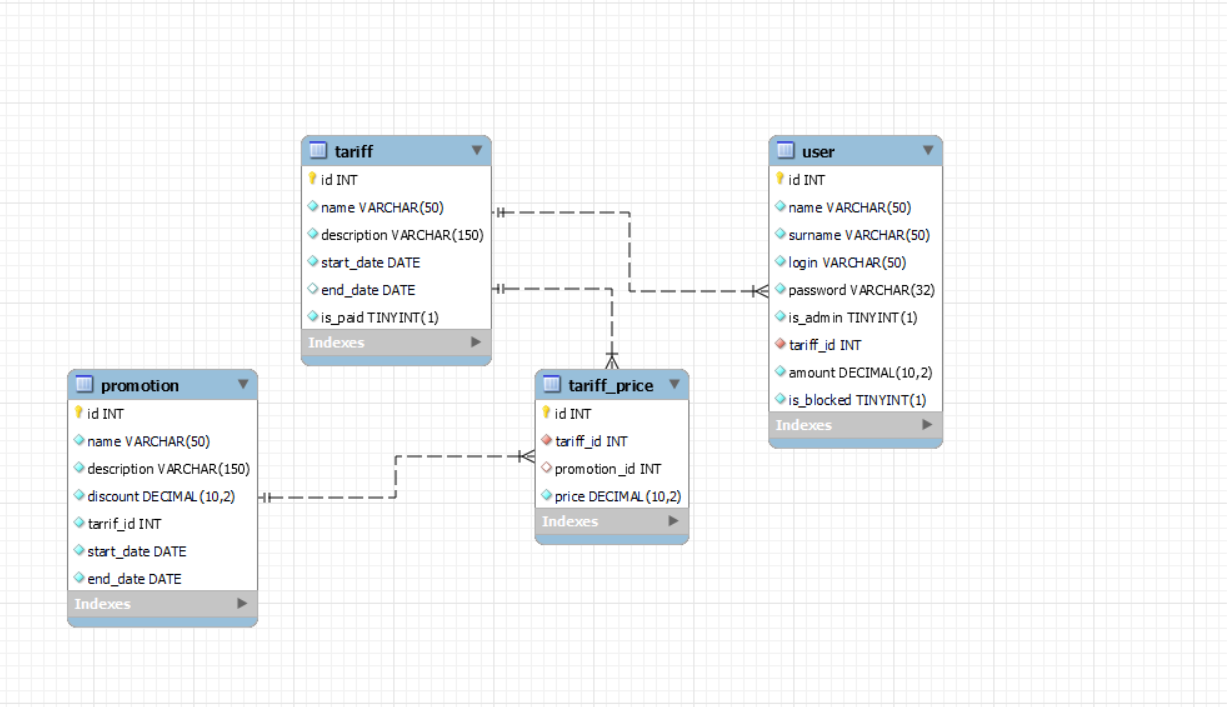 tariff
id INT
name VARCHAR(50)
description VARCHAR(150)
start_date DATE
end_date DATE
is_paid TINYINT(1)
Indexes
user
id INT
name VARCHAR(50)
surname VARCHAR(50)
login VARCHAR(50)
password VARCHAR(32)
is_admin TINYINT(1)
tariff_id INT
amount DECIMAL(10,2)
is_blocked TINYINT(1)
Indexes
promotion
id INT
name VARCHAR(50)
description VARCHAR(150)
discount DECIMAL(10,2)
tarrif_id INT
start_date DATE
end_date DATE
Indexes
tariff_price
id INT
tariff_id INT
promotion_id INT
price DECIMAL(10,2)
Indexes